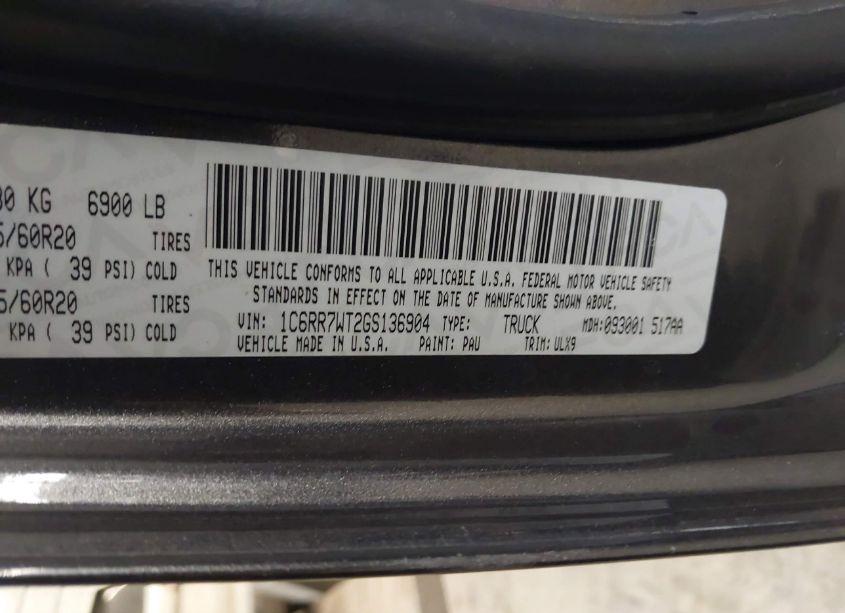 80 KG 6900 LB
5/60R20 TIRES
KPA ( 39 PSI) COLD
5/60R20 TIRES
KPA ( 39 PSI) COLD
THIS VEHICLE CONFORMS TO ALL APPLICABLE U.S.A. FEDERAL MOTOR VEHICLE SAFETY
STANDARDS IN EFFECT ON THE DATE OF MANUFACTURE SHOWN ABOVE.
VIN: 1C6RR7WT2GS136904 TYPE: TRUCK MDH:093001 517AA
VEHICLE MADE IN U.S.A. PAINT: PAU TRIM:ULX9